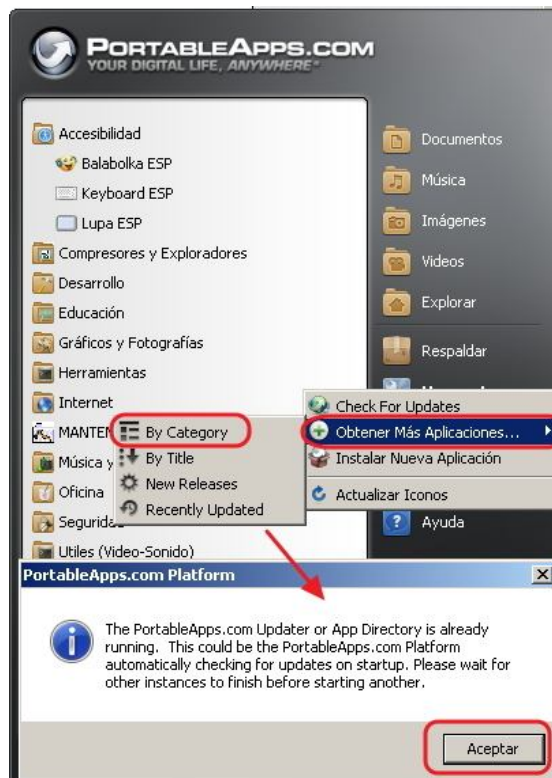 PORTABLEAPPS.COM
YOUR DIGITAL LIFE, ANYWHERE®
Accesibilidad
Balabolka ESP
Keyboard ESP
Lupa ESP
Compresores y Exploradores
Desarrollo
Educación
Gráficos y Fotografías
Herramientas
Internet
MANTEN
Música y
Oficina
Seguridad
Utiles (Video-Sonido)
Documentos
Música
Imágenes
Videos
Explorar
Respaldar
Check For Updates
Obtener Más Aplicaciones...
Instalar Nueva Aplicación
Actualizar Iconos
Ayuda
By Category
By Title
New Releases
Recently Updated
PortableApps.com Platform
The PortableApps.com Updater or App Directory is already
running. This could be the PortableApps.com Platform
automatically checking for updates on startup. Please wait for
other instances to finish before starting another.
Aceptar